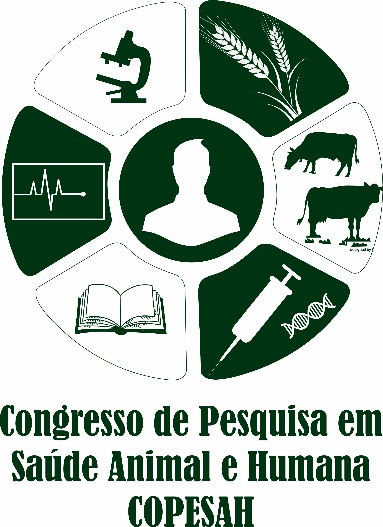 Congresso de Pesquisa em
Saúde Animal e Humana
COPESAH